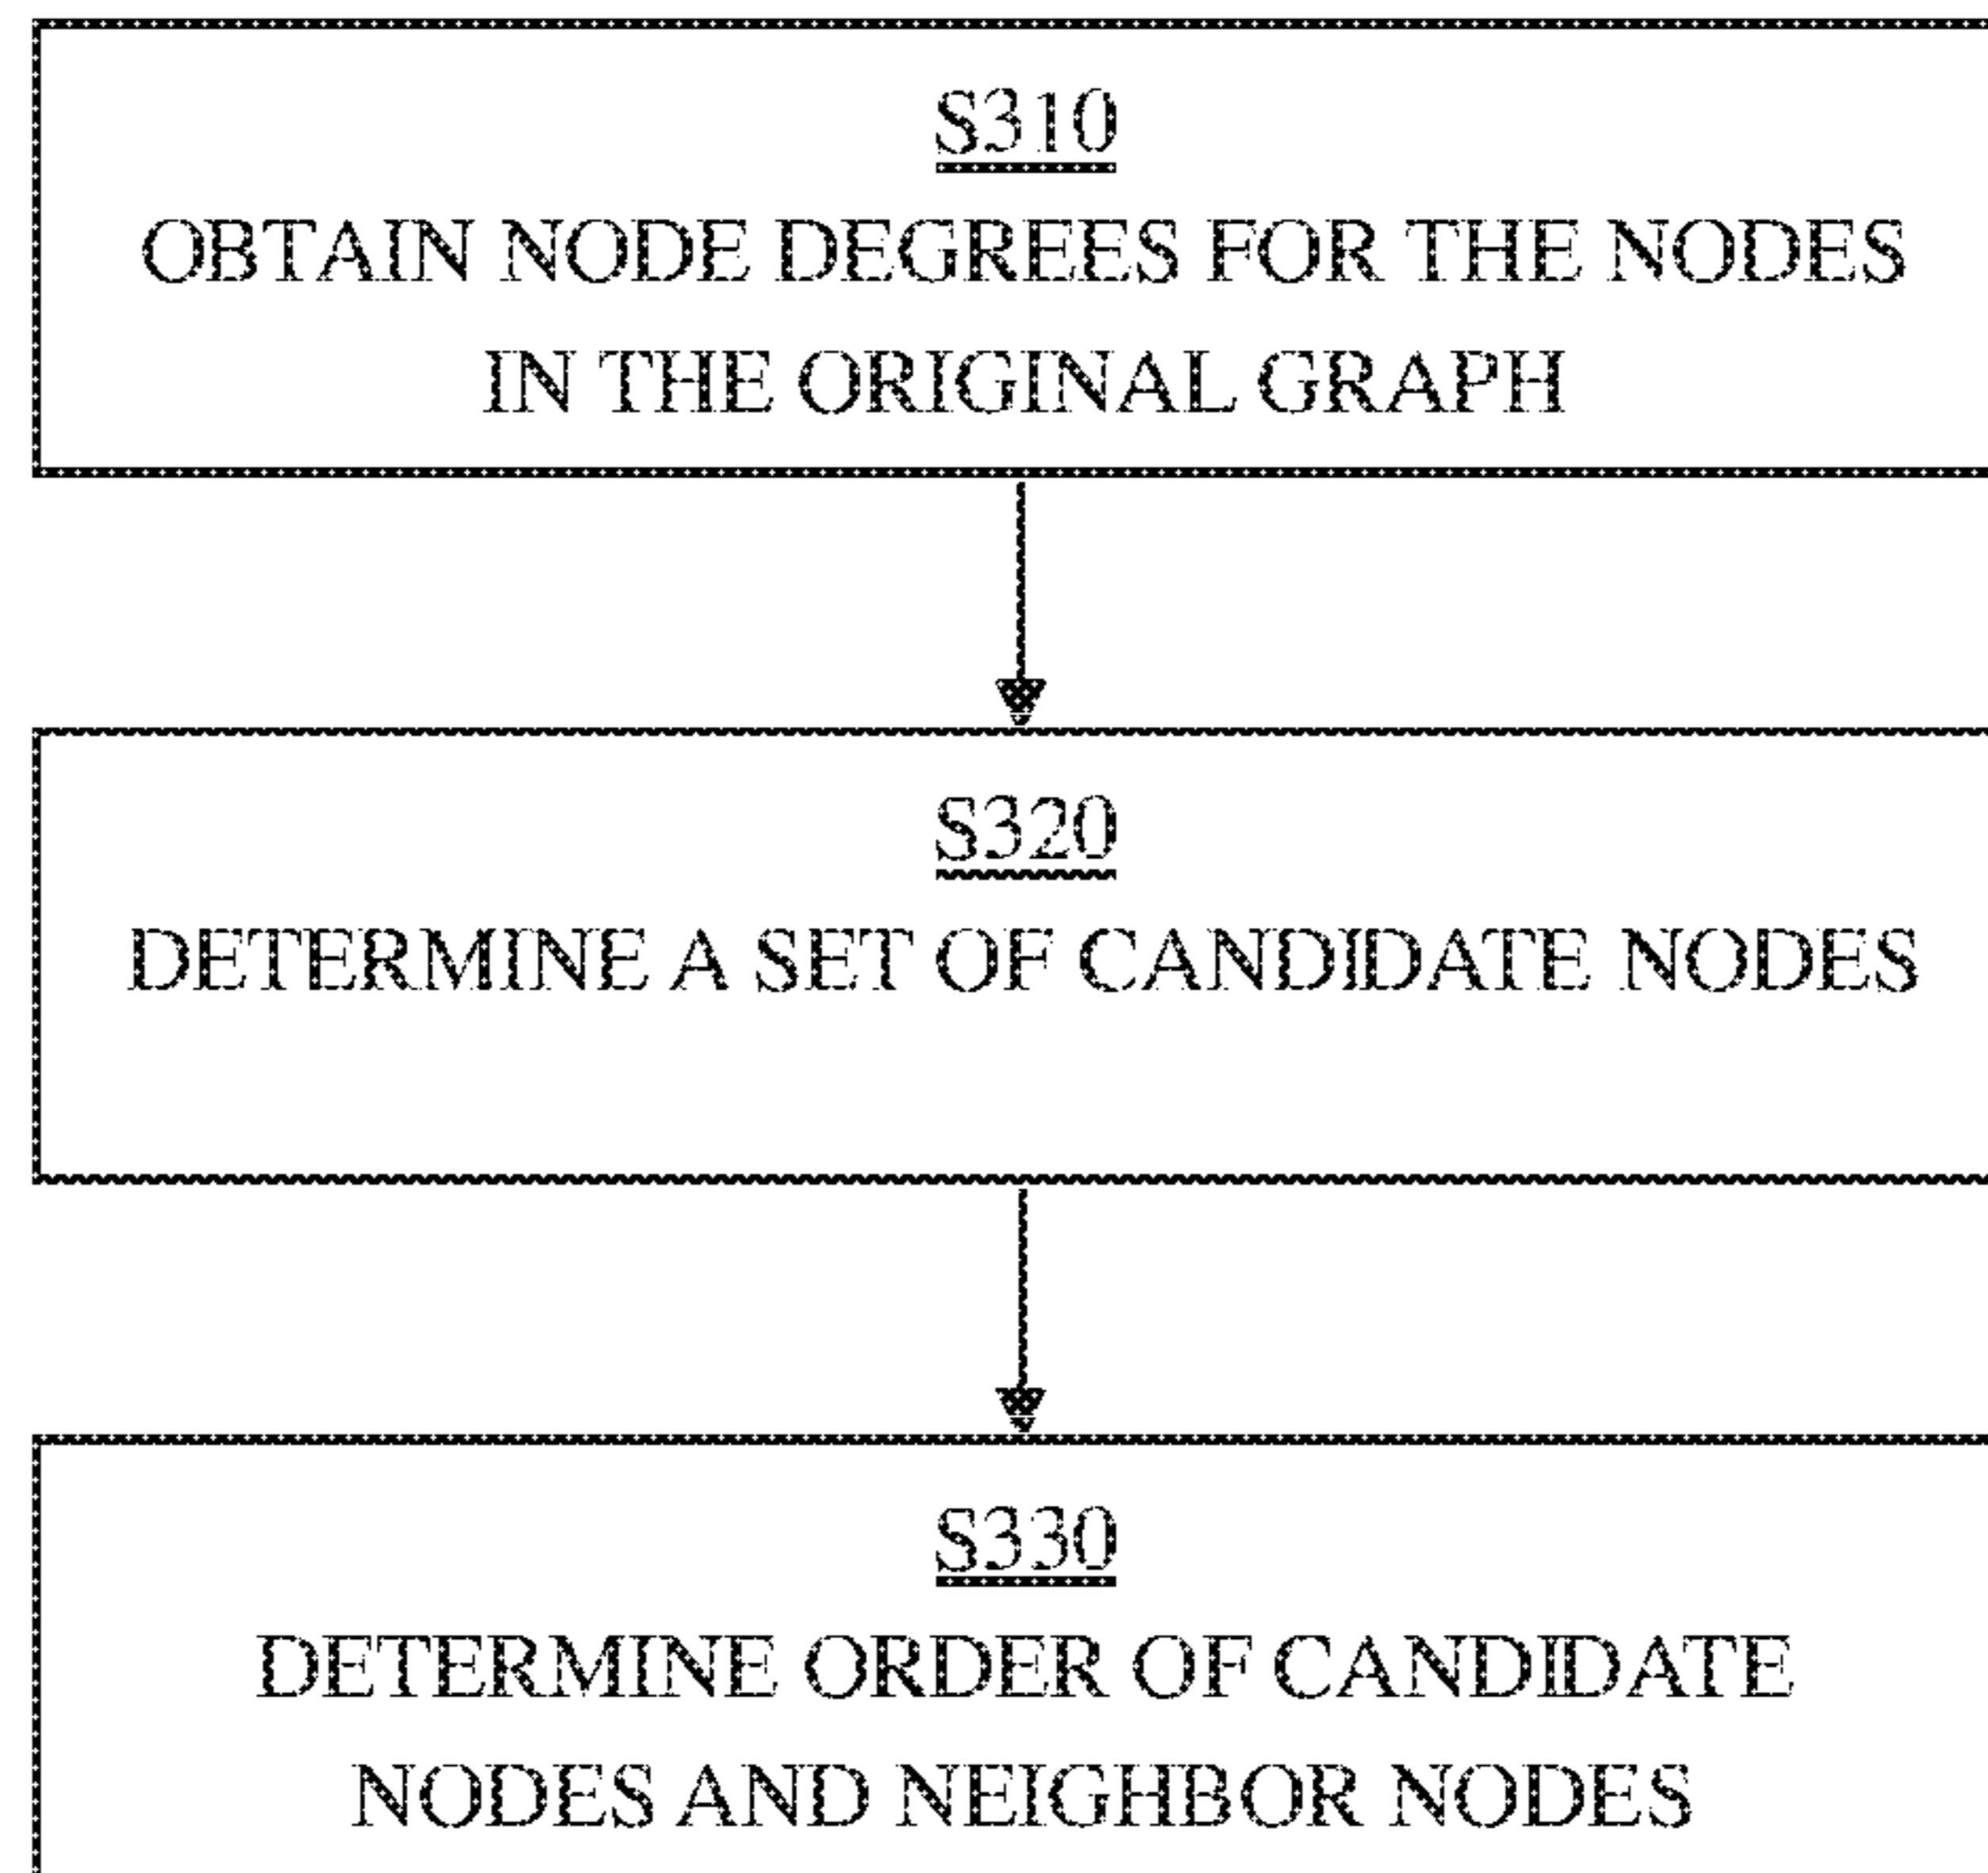 S310
OBTAIN NODE DEGREES FOR THE NODES
IN THE ORIGINAL GRAPH
S320
DETERMINE A SET OF CANDIDATE NODES
S330
DETERMINE ORDER OF CANDIDATE
NODES AND NEIGHBOR NODES